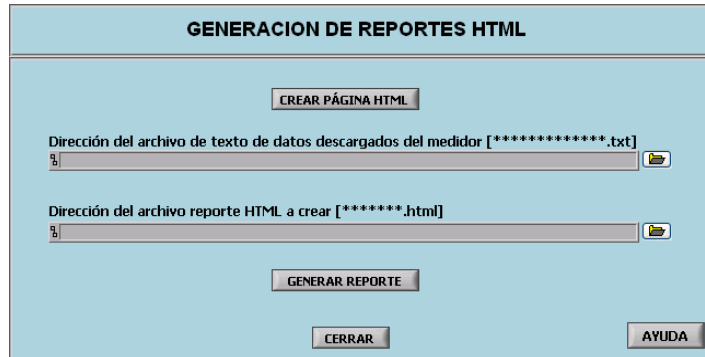 GENERACION DE REPORTES HTML
CREAR PÁGINA HTML
Dirección del archivo de texto de datos descargados del medidor [*************.txt]
Dirección del archivo reporte HTML a crear [*******.html]
GENERAR REPORTE
CERRAR
AYUDA